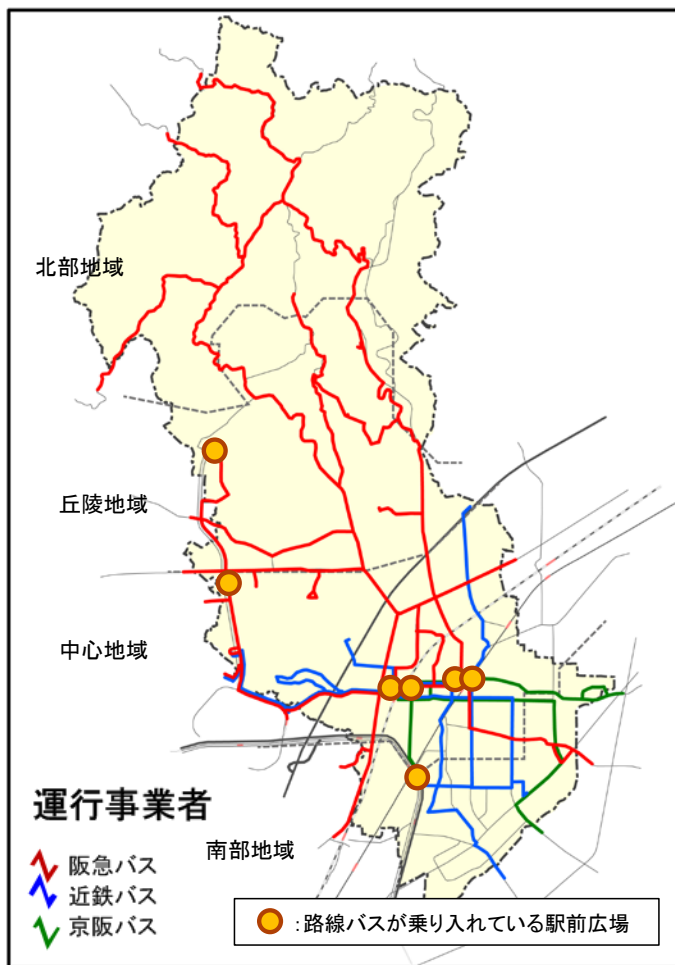 北部地域
丘陵地域
中心地域
運行事業者
南部地域
阪急バス
近鉄バス
京阪バス
:路線バスが乗り入れている駅前広場